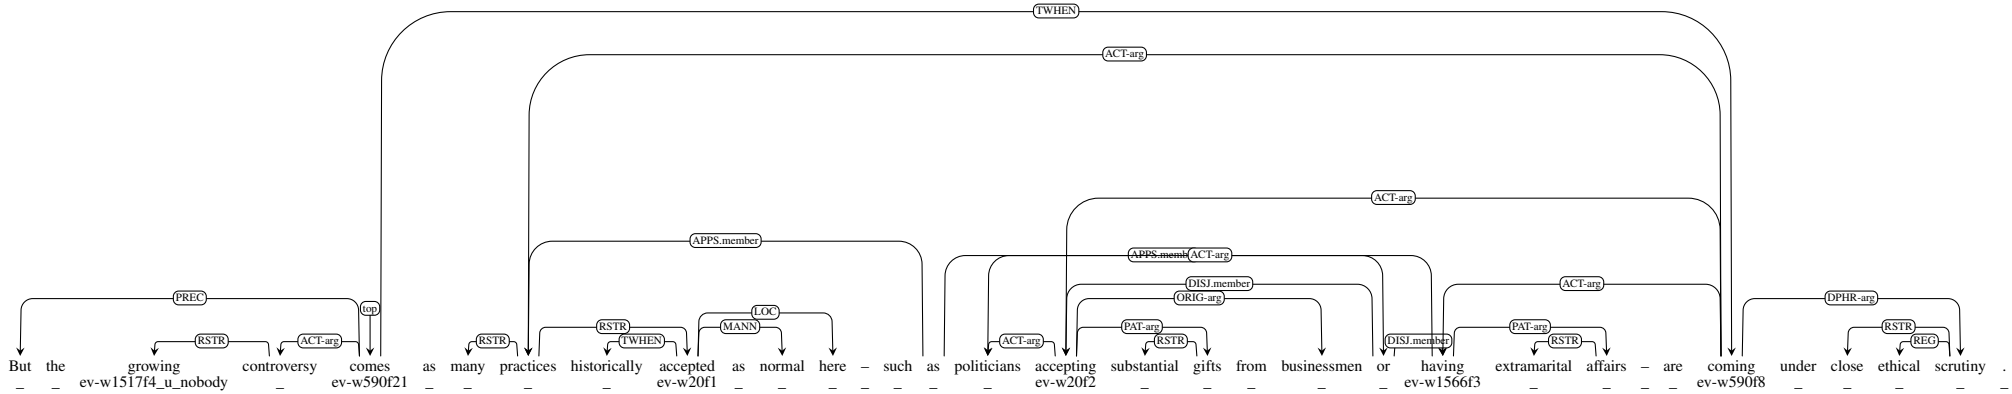 TWHEN
ACT-arg
ACT-arg
APPS.member
APPS.memb ACT-arg
DISJ.member ACT-arg
PREC ORIG-arg DPHR-arg
top LOC
RSTR MANN PAT-arg PAT-arg RSTR
RSTR ACT-arg RSTR TWHEN ACT-arg RSTR DISJ.member RSTR REG
But the growing controversy comes as many practices historically accepted as normal here – such as politicians accepting substantial gifts from businessmen or having extramarital affairs – are coming under close ethical scrutiny .
_ _ ev-w1517f4_u_nobody _ ev-w590f21 _ _ _ _ ev-w20f1 _ _ _ _ _ _ _ ev-w20f2 _ _ _ _ _ ev-w1566f3 _ _ _ _ ev-w590f8 _ _ _ _ _